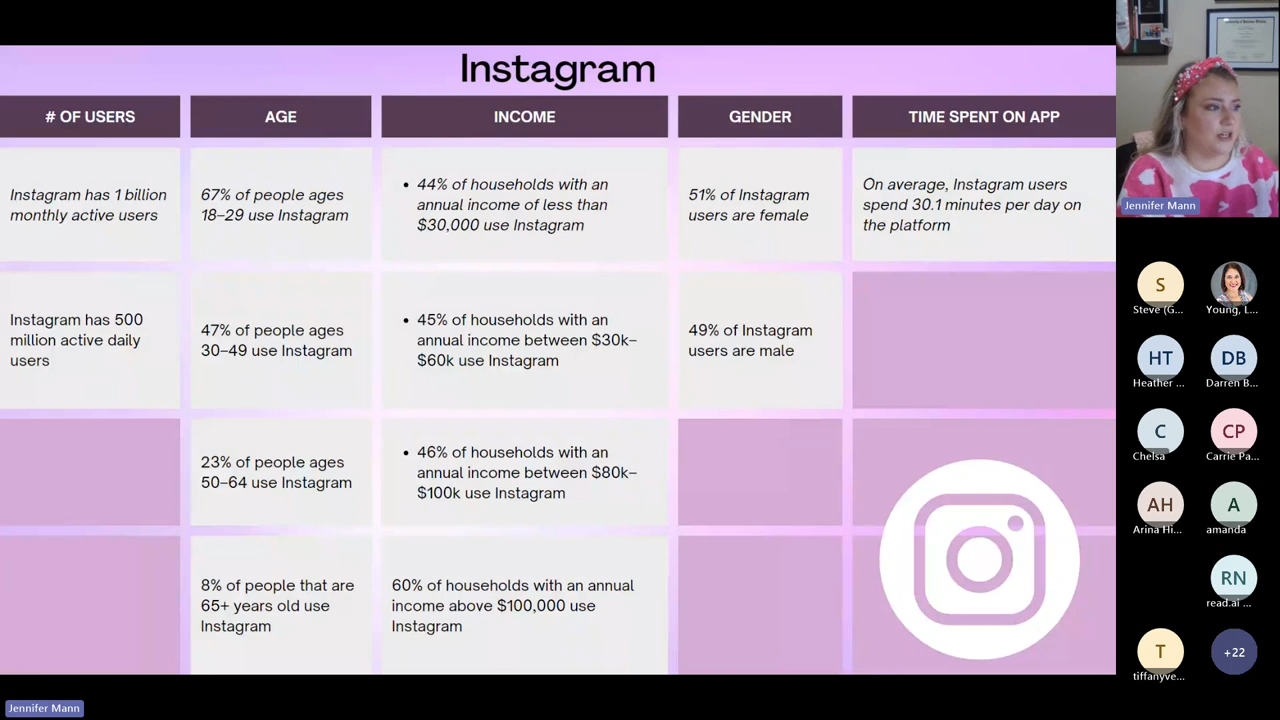 Instagram
# OF USERS
AGE
INCOME
GENDER
TIME SPENT ON APP
Instagram has 1 billion
monthly active users
67% of people ages
18–29 use Instagram
• 44% of households with an
annual income of less than
$30,000 use Instagram
51% of Instagram
users are female
On average, Instagram users
spend 30.1 minutes per day on
the platform
Instagram has 500
million active daily
users
47% of people ages
30–49 use Instagram
• 45% of households with an
annual income between $30k–
$60k use Instagram
49% of Instagram
users are male
23% of people ages
50–64 use Instagram
• 46% of households with an
annual income between $80k–
$100k use Instagram
8% of people that are
65+ years old use
Instagram
60% of households with an annual
income above $100,000 use
Instagram
Jennifer Mann
S
Steve (G...
Young, L...
HT
Heather ...
DB
Darren B...
C
Chelsa
CP
Carrie Pa...
AH
Arina Hi...
A
amanda
RN
read.ai ...
T
tiffanyve...
+22
Jennifer Mann